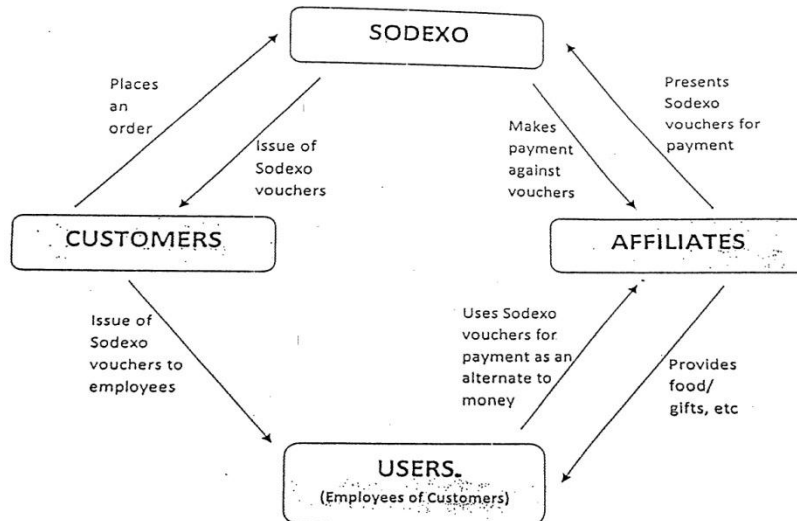 SODEXO
Places
an
order
Issue of
Sodexo
vouchers
Makes
payment
against
vouchers
Presents
Sodexo
vouchers for
payment
CUSTOMERS
AFFILIATES
Issue of
Sodexo
vouchers to
employees
Uses Sodexo
vouchers for
payment as an
alternate to
money
Provides
food/
gifts, etc
USERS.
(Employees of Customers)